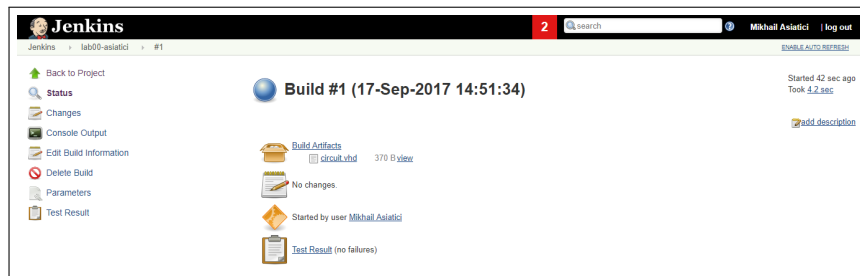 Jenkins
2
search
Mikhail Asiatici | log out
Jenkins › lab00-asiatici › #1
ENABLE AUTO REFRESH
Back to Project
Status
Changes
Console Output
Edit Build Information
Delete Build
Parameters
Test Result
Build #1 (17-Sep-2017 14:51:34)
Started 42 sec ago
Took 4.2 sec
add description
Build Artifacts
circuit.vhd 370 B view
No changes.
Started by user Mikhail Asiatici
Test Result (no failures)